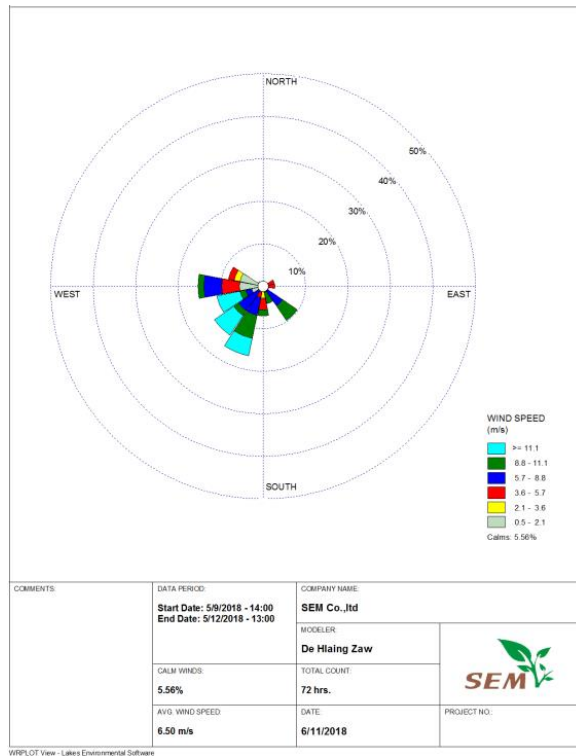 NORTH
50%
40%
30%
20%
10%
WEST
EAST
SOUTH
WIND SPEED
(m/s)
>= 11.1
8.8 - 11.1
5.7 - 8.8
3.6 - 5.7
2.1 - 3.6
0.5 - 2.1
Calms: 5.56%
COMMENTS:
DATA PERIOD:
Start Date: 5/9/2018 - 14:00
End Date: 5/12/2018 - 13:00
COMPANY NAME:
SEM Co.,ltd
MODELER:
De Hlaing Zaw
CALM WINDS:
5.56%
TOTAL COUNT:
72 hrs.
SEM
AVG. WIND SPEED:
6.50 m/s
DATE:
6/11/2018
PROJECT NO.:
WRPLOT View - Lakes Environmental Software